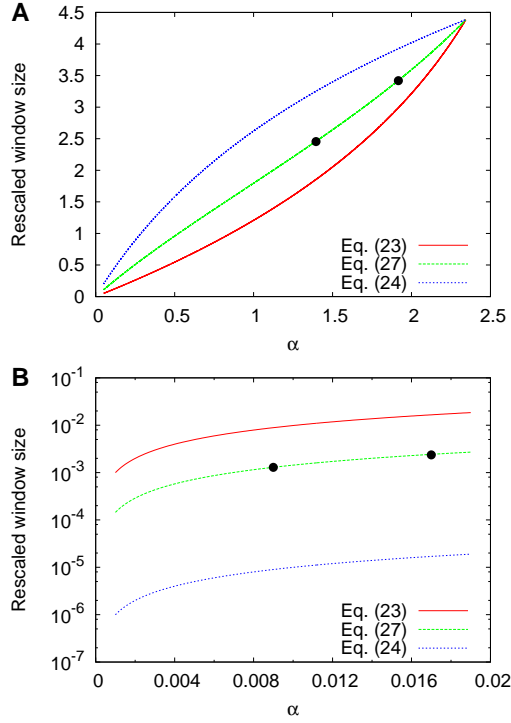 A
Rescaled window size
4.5
4
3.5
3
2.5
2
1.5
1
0.5
0
Eq. (23)
Eq. (27)
Eq. (24)
0 0.5 1 1.5 2 2.5
α
B
Rescaled window size
10^-1
10^-2
10^-3
10^-4
10^-5
10^-6
10^-7
Eq. (23)
Eq. (27)
Eq. (24)
0 0.004 0.008 0.012 0.016 0.02
α